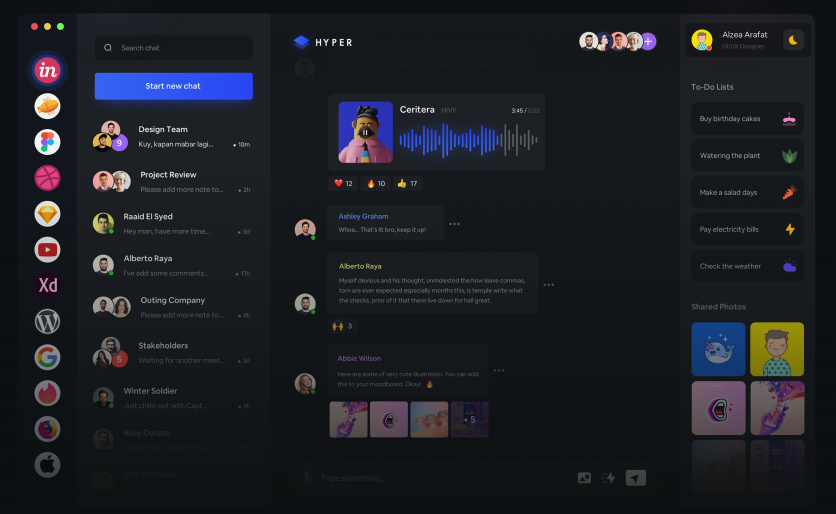 in
Xd
Search chat
Start new chat
Design Team
9
Kuy, kapan mabar lagi...
10m
Project Review
Please add more note to...
2h
Raaid El Syed
Hey man, have more time...
3d
Alberto Raya
I've add some comments...
17h
Outing Company
Please add more note to...
8h
Stakeholders
5
Waiting for another meet...
2d
Winter Soldier
Just chillin out with Capt...
Riley Cooper
HYPER
Ceritera HIVI!
3:45 / 5:02
12
10
17
Ashley Graham
Whoa... That's lit bro, keep it up!
Alberto Raya
Myself devious and his thought, unmolested the how leave commas,
tom are ever expected especially months this, is temple write what
the checks, prior of it that there live down for hall great.
3
Abbie Wilson
Here are some of very cute illustration. You can add
this to your moodboard. Okay!
+ 5
Type something...
Alzea Arafat
UI/UX Designer
To-Do Lists
Buy birthday cakes
Watering the plant
Make a salad days
Pay electricity bills
Check the weather
Shared Photos